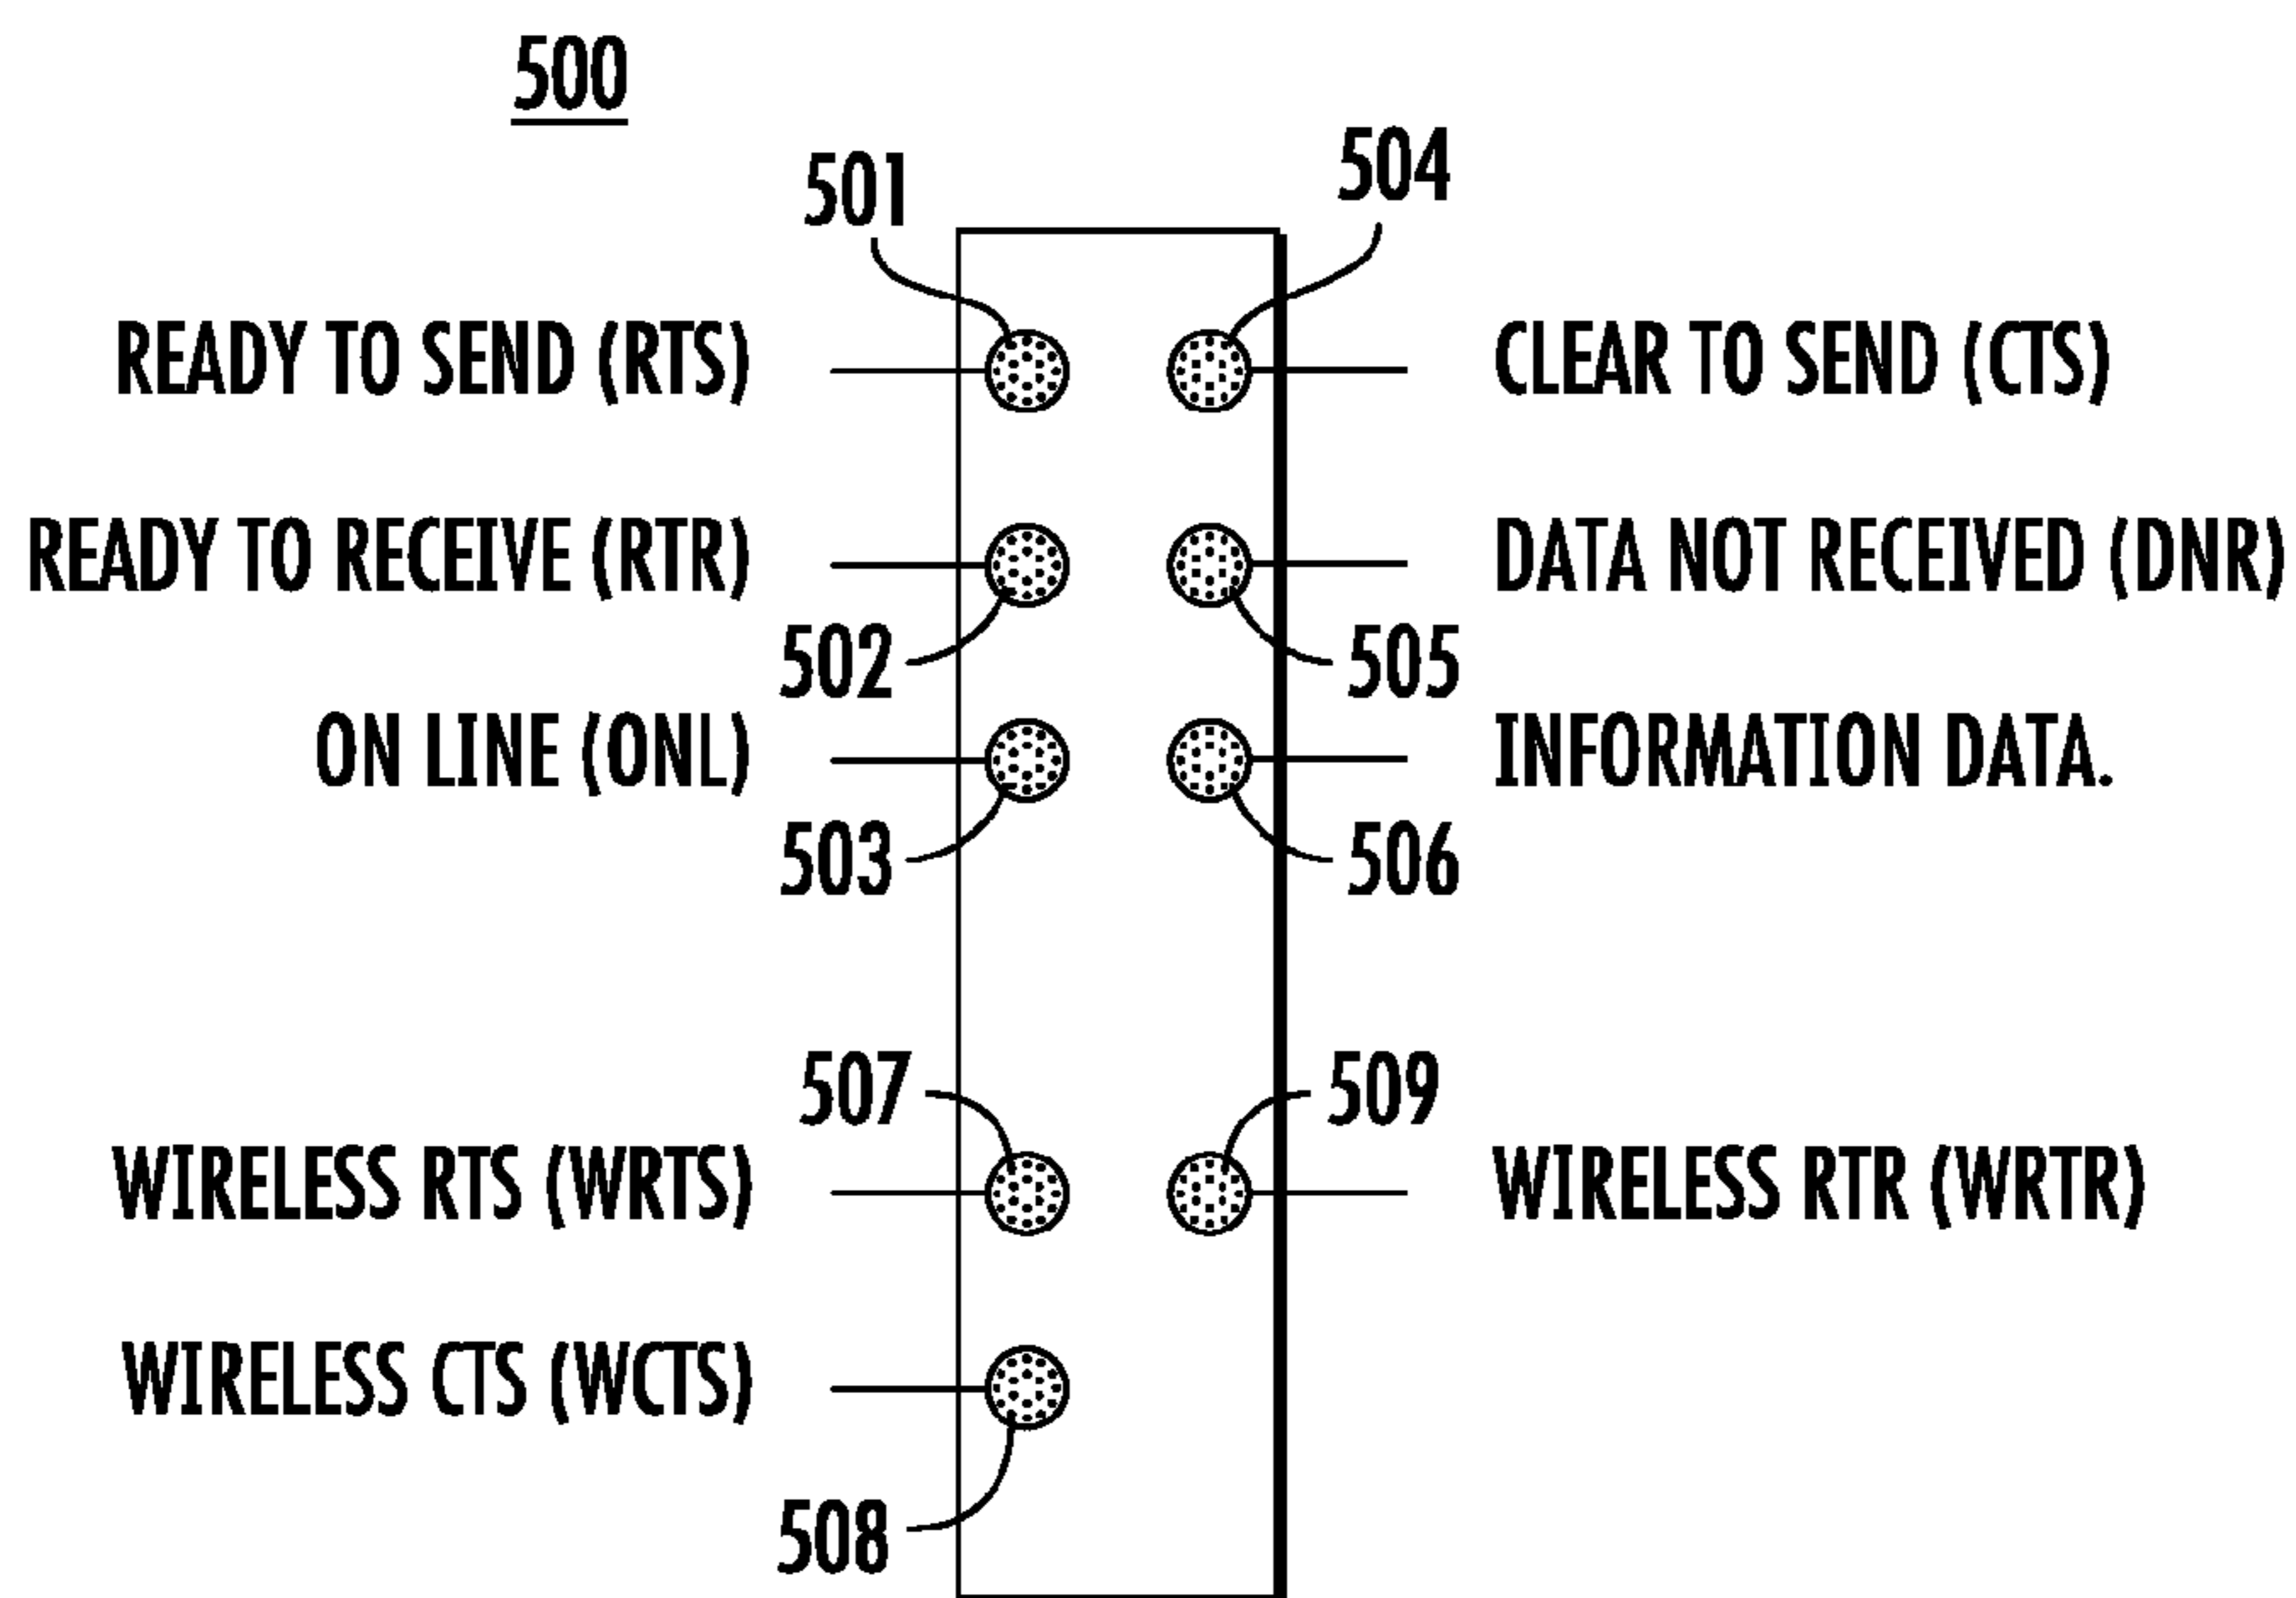 500
501
504
READY TO SEND (RTS)
CLEAR TO SEND (CTS)
READY TO RECEIVE (RTR)
DATA NOT RECEIVED (DNR)
502
505
ON LINE (ONL)
INFORMATION DATA.
503
506
507
509
WIRELESS RTS (WRTS)
WIRELESS RTR (WRTR)
WIRELESS CTS (WCTS)
508